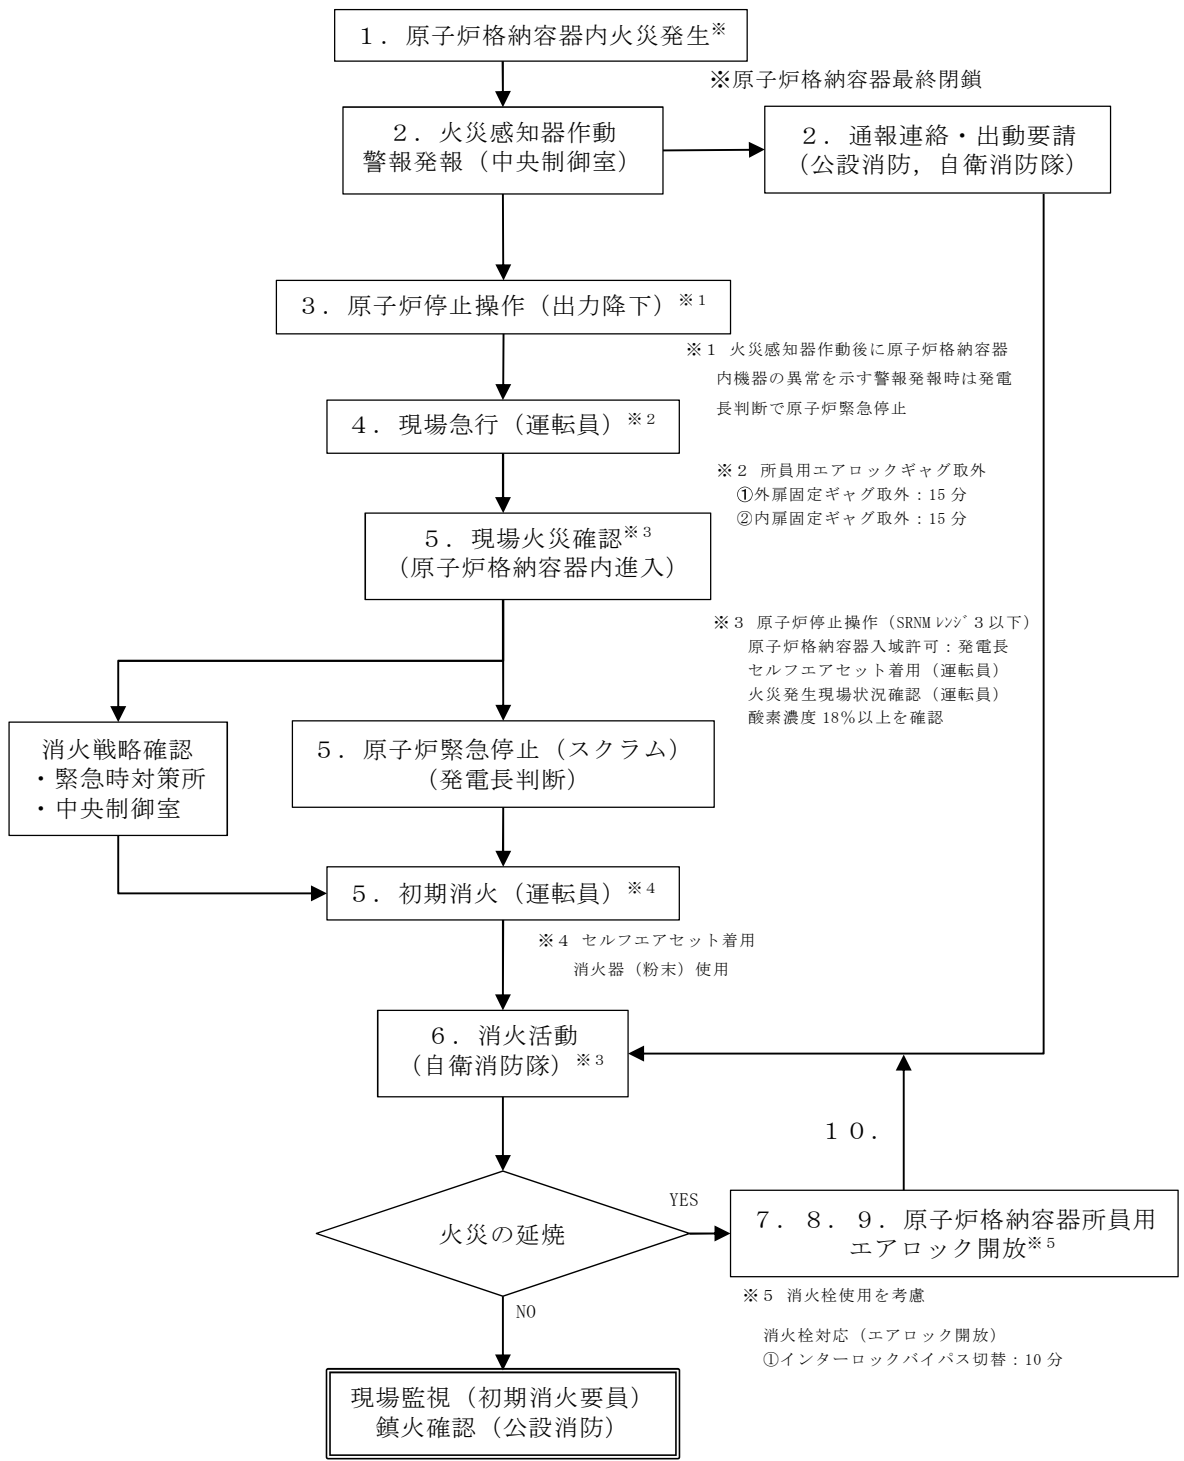 １．原子炉格納容器内火災発生※
※原子炉格納容器最終閉鎖
２．火災感知器作動
警報発報（中央制御室）
２．通報連絡・出動要請
（公設消防，自衛消防隊）
３．原子炉停止操作（出力降下）※１
※１ 火災感知器作動後に原子炉格納容器
内機器の異常を示す警報発報時は発電
長判断で原子炉緊急停止
４．現場急行（運転員）※２
※２ 所員用エアロックギャグ取外
①外扉固定ギャグ取外：15 分
②内扉固定ギャグ取外：15 分
５．現場火災確認※３
（原子炉格納容器内進入）
※３ 原子炉停止操作（SRNM ﾚﾝｼﾞ３以下）
原子炉格納容器入域許可：発電長
セルフエアセット着用（運転員）
火災発生現場状況確認（運転員）
酸素濃度 18％以上を確認
消火戦略確認
・緊急時対策所
・中央制御室
５．原子炉緊急停止（スクラム）
（発電長判断）
５．初期消火（運転員）※４
※４ セルフエアセット着用
消火器（粉末）使用
６．消火活動
（自衛消防隊）※３
１０．
火災の延焼
YES
７．８．９．原子炉格納容器所員用
エアロック開放※５
※５ 消火栓使用を考慮
消火栓対応（エアロック開放）
①インターロックバイパス切替：10 分
NO
現場監視（初期消火要員）
鎮火確認（公設消防）